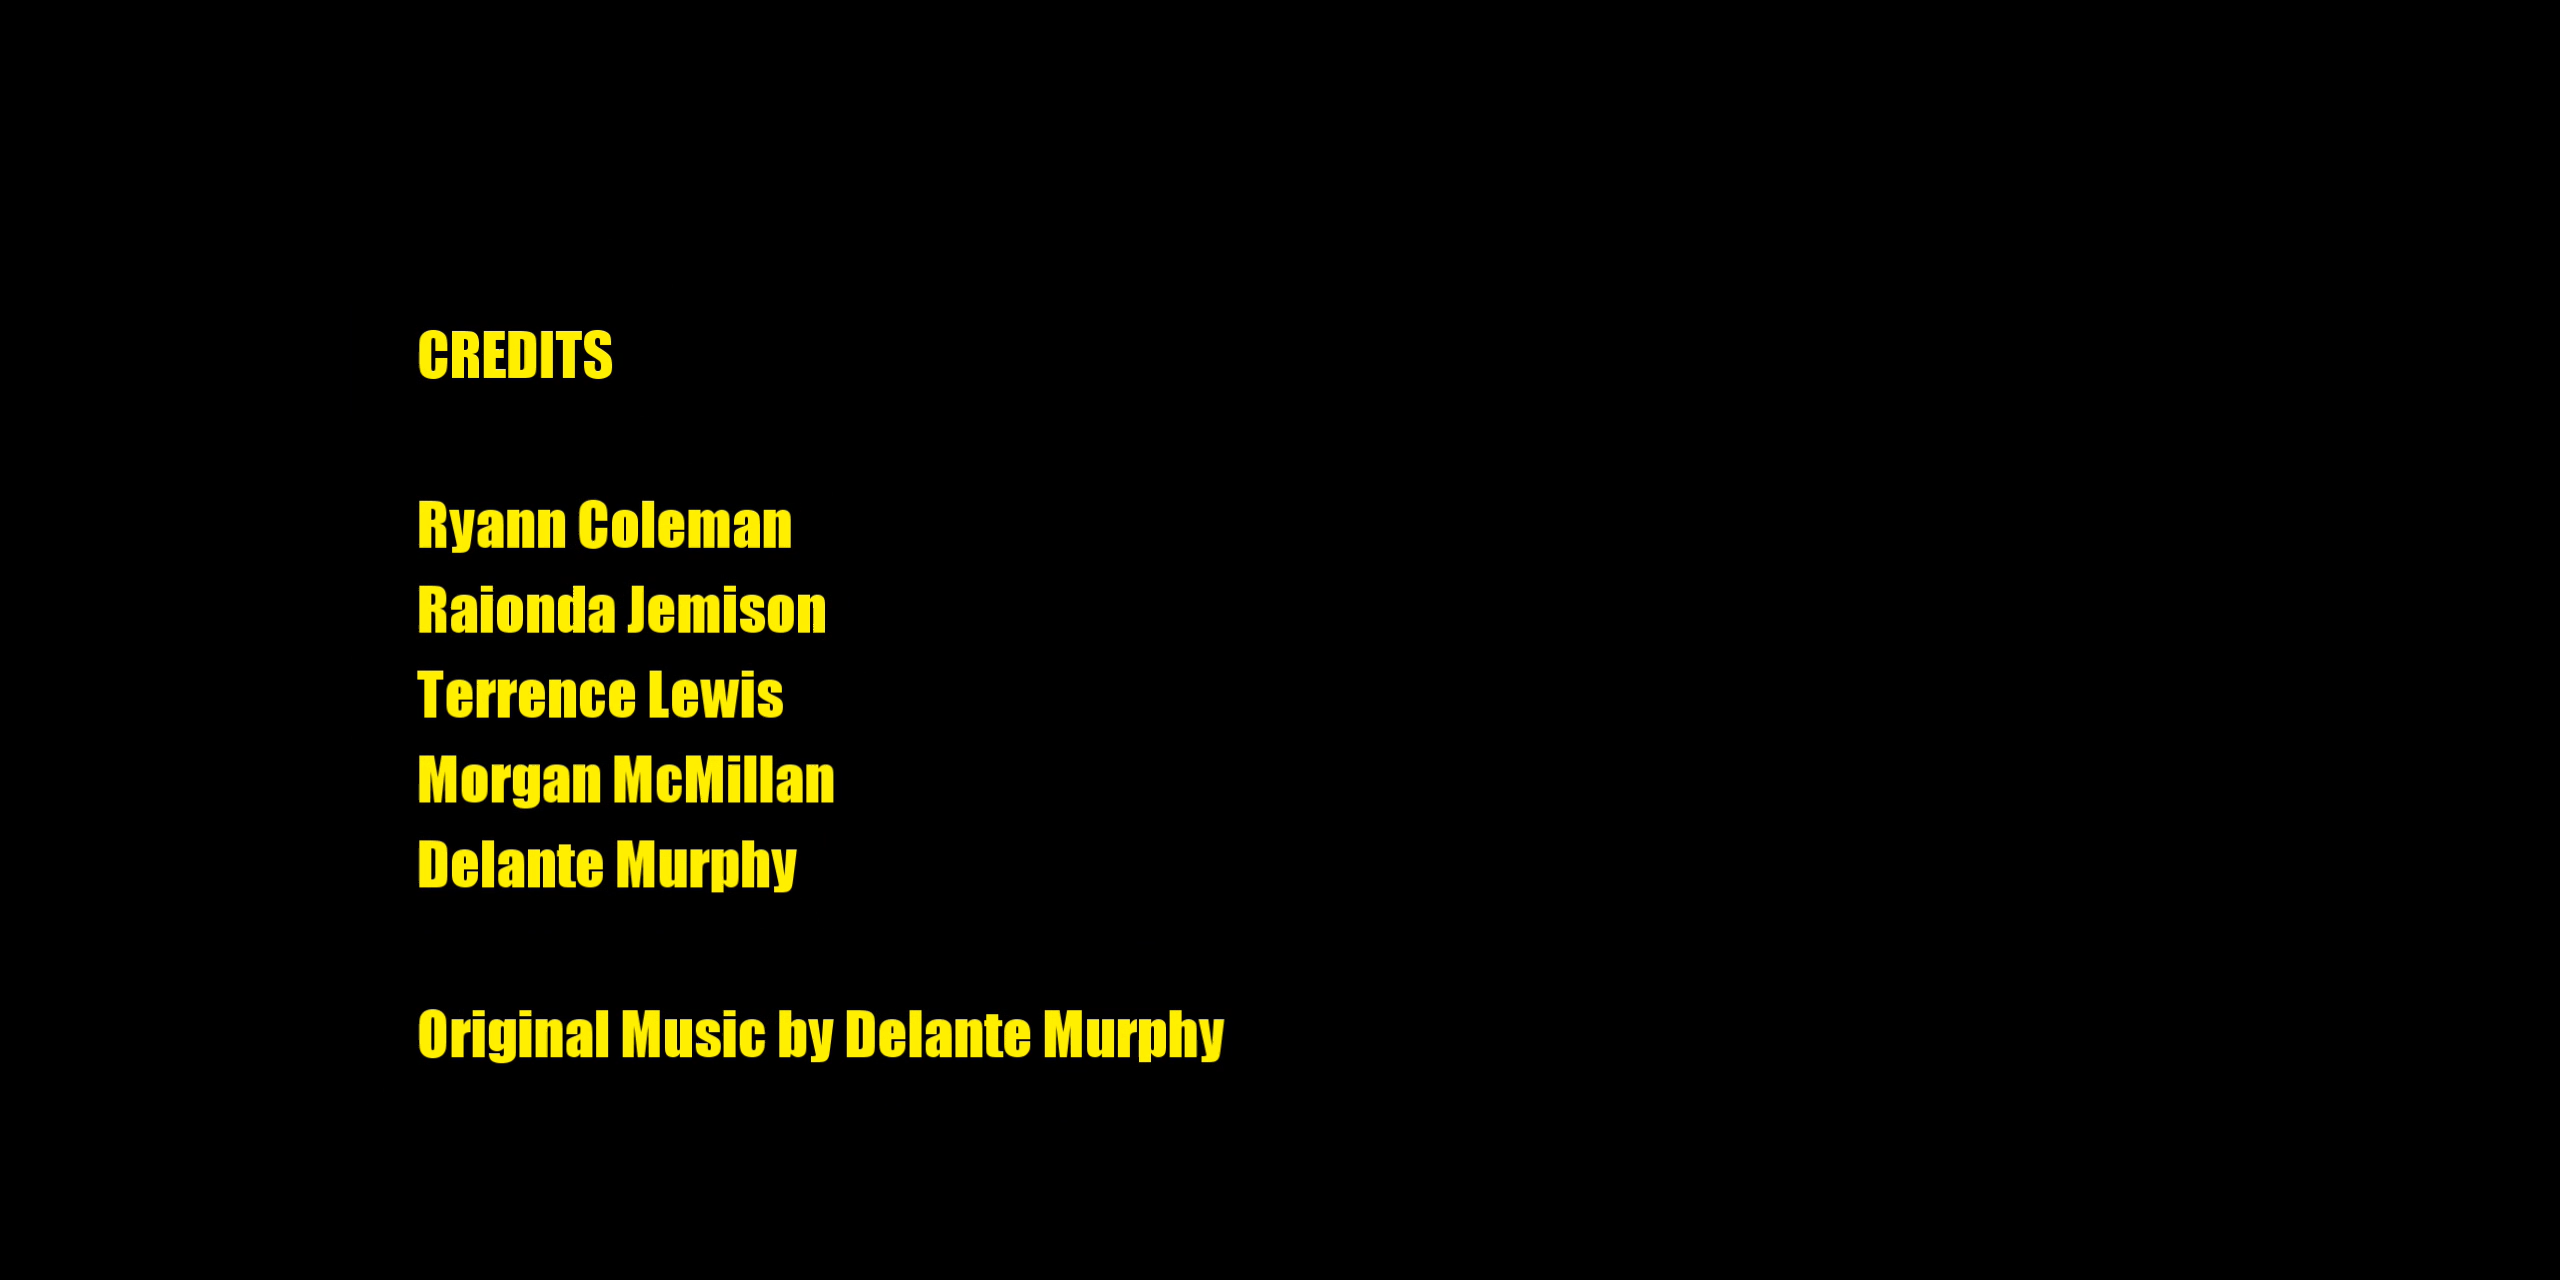 CREDITS
Ryann Coleman
Raionda Jemison
Terrence Lewis
Morgan McMillan
Delante Murphy
Original Music by Delante Murphy